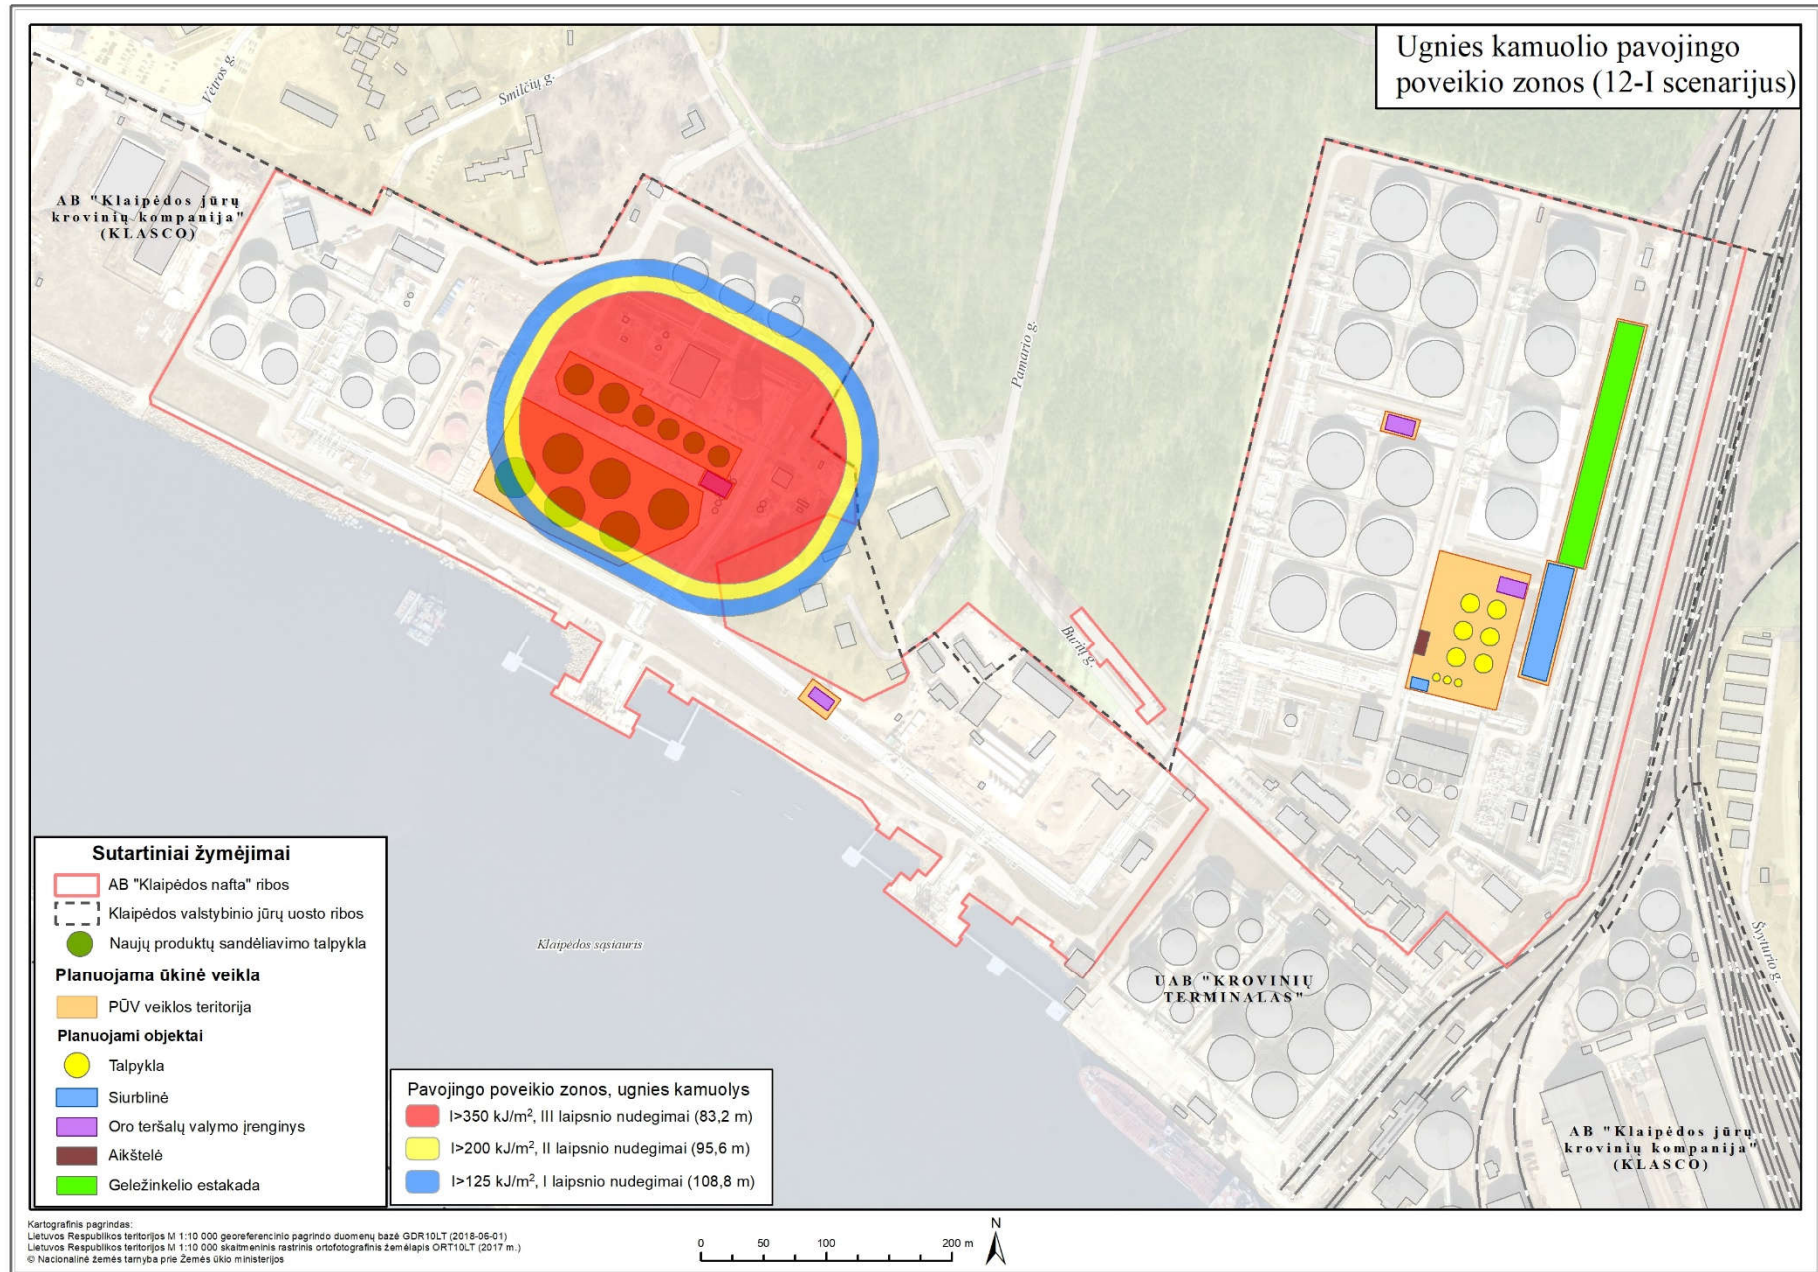 Ugnies kamuolio pavojingo
poveikio zonos (12-I scenarijus)
Vėtros g.
Smilčių g.
AB "Klaipėdos jūrų
krovinių kompanija"
(KLASCO)
Pamario g.
Burių g.
Klaipėdos sąsiauris
UAB "KROVINIŲ
TERMINALAS"
Švyturio g.
AB "Klaipėdos jūrų
krovinių kompanija"
(KLASCO)
Sutartiniai žymėjimai
AB "Klaipėdos nafta" ribos
Klaipėdos valstybinio jūrų uosto ribos
Naujų produktų sandėliavimo talpykla
Planuojama ūkinė veikla
PŪV veiklos teritorija
Planuojami objektai
Talpykla
Siurblinė
Oro teršalų valymo įrenginys
Aikštelė
Geležinkelio estakada
Pavojingo poveikio zonos, ugnies kamuolys
I>350 kJ/m², III laipsnio nudegimai (83,2 m)
I>200 kJ/m², II laipsnio nudegimai (95,6 m)
I>125 kJ/m², I laipsnio nudegimai (108,8 m)
Kartografinis pagrindas:
Lietuvos Respublikos teritorijos M 1:10 000 georeferencinio pagrindo duomenų bazė GDR10LT (2018-06-01)
Lietuvos Respublikos teritorijos M 1:10 000 skaitmeninis rastrinis ortofotografinis žemėlapis ORT10LT (2017 m.)
© Nacionalinė žemės tarnyba prie Žemės ūkio ministerijos
0 50 100 200 m
N